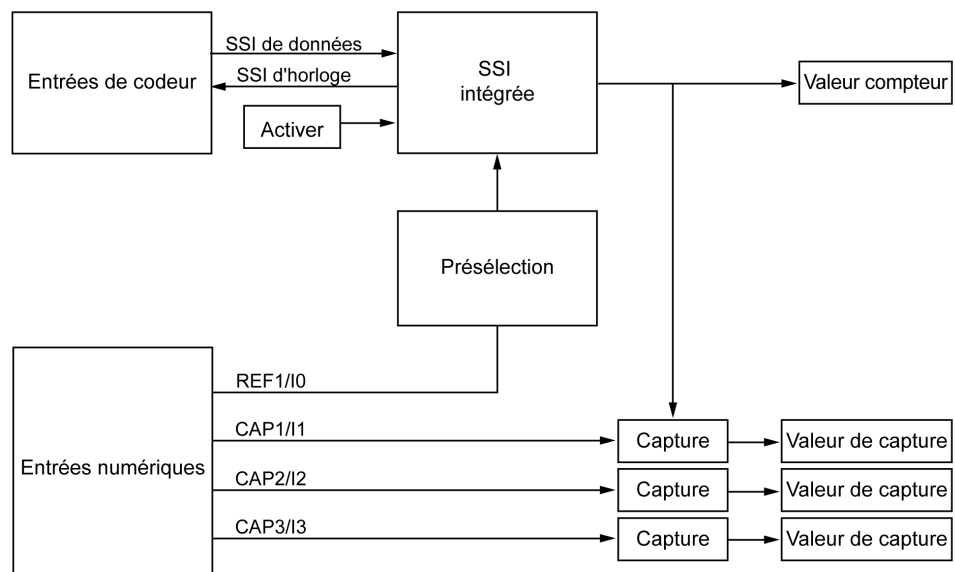 SSI de données
Entrées de codeur
SSI d'horloge
SSI
intégrée
Valeur compteur
Activer
Présélection
REF1/I0
CAP1/I1
Capture
Valeur de capture
Entrées numériques
CAP2/I2
Capture
Valeur de capture
CAP3/I3
Capture
Valeur de capture